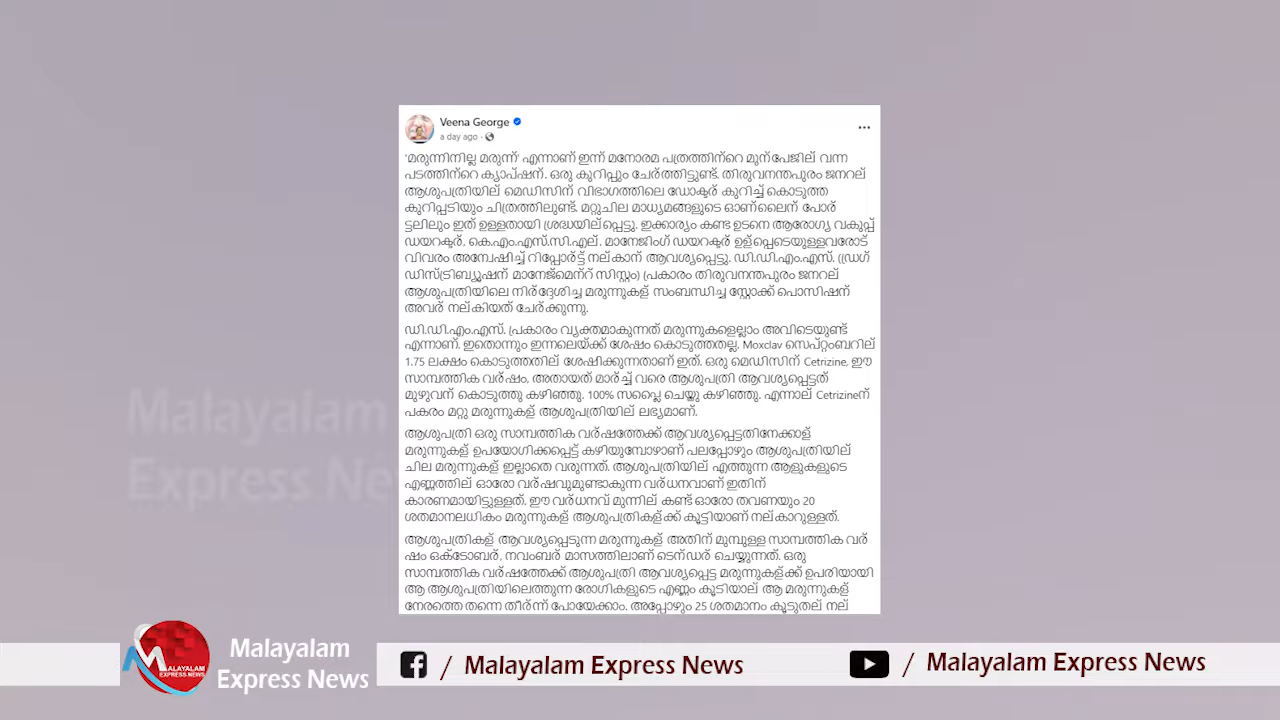 Veena George
a day ago
'മരുന്നിനില്ല മരുന്ന്' എന്നാണ് ഇന്ന് മനോരമ പത്രത്തിന്റെ മുന്പേജില് വന്ന
പടത്തിന്റെ ക്യാപ്ഷന്. ഒരു കുറിപ്പും ചേര്ത്തിട്ടുണ്ട്. തിരുവനന്തപുരം ജനറല്
ആശുപത്രിയില് മെഡിസിന് വിഭാഗത്തിലെ ഡോക്ടര് കുറിച്ച് കൊടുത്ത
കുറിപ്പടിയും ചിത്രത്തിലുണ്ട്. മറ്റുചില മാധ്യമങ്ങളുടെ ഓണ്ലൈന് പോര്
ട്ടലിലും ഇത് ഉള്ളതായി ശ്രദ്ധയില്പ്പെട്ടു. ഇക്കാര്യം കണ്ട ഉടനെ ആരോഗ്യ വകുപ്പ്
ഡയറക്ടര്, കെ.എം.എസ്.സി.എല്. മാനേജിംഗ് ഡയറക്ടര് ഉള്പ്പെടെയുള്ളവരോട്
വിവരം അന്വേഷിച്ച് റിപ്പോര്ട്ട് നല്കാന് ആവശ്യപ്പെട്ടു. ഡി.ഡി.എം.എസ്. (ഡ്രഗ്
ഡിസ്ട്രിബ്യൂഷന് മാനേജ്മെന്റ് സിസ്റ്റം) പ്രകാരം തിരുവനന്തപുരം ജനറല്
ആശുപത്രിയിലെ നിര്ദ്ദേശിച്ച മരുന്നുകള് സംബന്ധിച്ച സ്റ്റോക്ക് പൊസിഷന്
അവര് നല്കിയത് ചേര്ക്കുന്നു.
ഡി.ഡി.എം.എസ്. പ്രകാരം വ്യക്തമാകുന്നത് മരുന്നുകളെല്ലാം അവിടെയുണ്ട്
എന്നാണ്. ഇതൊന്നും ഇന്നലെയ്ക്ക് ശേഷം കൊടുത്തതല്ല. Moxclav സെപ്റ്റംബറില്
1.75 ലക്ഷം കൊടുത്തതില് ശേഷിക്കുന്നതാണ് ഇത്. ഒരു മെഡിസിന് Cetrizine, ഈ
സാമ്പത്തിക വര്ഷം, അതായത് മാര്ച്ച് വരെ ആശുപത്രി ആവശ്യപ്പെട്ടത്
മുഴുവന് കൊടുത്തു കഴിഞ്ഞു. 100% സപ്ലൈ ചെയ്തു കഴിഞ്ഞു. എന്നാല് Cetrizineന്
പകരം മറ്റു മരുന്നുകള് ആശുപത്രിയില് ലഭ്യമാണ്.
ആശുപത്രി ഒരു സാമ്പത്തിക വര്ഷത്തേക്ക് ആവശ്യപ്പെട്ടതിനേക്കാള്
മരുന്നുകള് ഉപയോഗിക്കപ്പെട്ട് കഴിയുമ്പോഴാണ് പലപ്പോഴും ആശുപത്രിയില്
ചില മരുന്നുകള് ഇല്ലാതെ വരുന്നത്. ആശുപത്രിയില് എത്തുന്ന ആളുകളുടെ
എണ്ണത്തില് ഓരോ വര്ഷവുമുണ്ടാകുന്ന വര്ധനവാണ് ഇതിന്
കാരണമായിട്ടുള്ളത്. ഈ വര്ധനവ് മുന്നില് കണ്ട് ഓരോ തവണയും 20
ശതമാനലധികം മരുന്നുകള് ആശുപത്രികള്ക്ക് കൂട്ടിയാണ് നല്കാറുള്ളത്.
ആശുപത്രികള് ആവശ്യപ്പെടുന്ന മരുന്നുകള് അതിന് മുമ്പുള്ള സാമ്പത്തിക വര്
ഷം ഒക്ടോബര്, നവംബര് മാസത്തിലാണ് ടെന്ഡര് ചെയ്യുന്നത്. ഒരു
സാമ്പത്തിക വര്ഷത്തേക്ക് ആശുപത്രി ആവശ്യപ്പെട്ട മരുന്നുകള്ക്ക് ഉപരിയായി
ആ ആശുപത്രിയിലെത്തുന്ന രോഗികളുടെ എണ്ണം കൂടിയാല് ആ മരുന്നുകള്
നേരത്തെ തന്നെ തീര്ന്ന് പോയേക്കാം. അപ്പോഴും 25 ശതമാനം കൂടുതല് നല്
Malayalam
Express Ne
MALAYALAM
EXPRESS NEWS
Malayalam
Express News
/ Malayalam Express News
/ Malayalam Express News